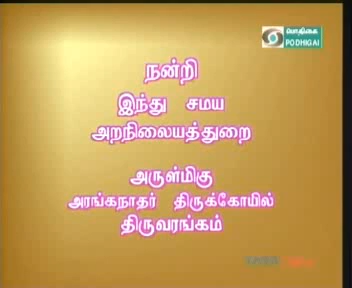 பொதிகை
PODHIGAI
நன்றி
இந்து சமய
அறநிலையத்துறை
அருள்மிகு
அரங்கநாதர் திருக்கோயில்
திருவரங்கம்